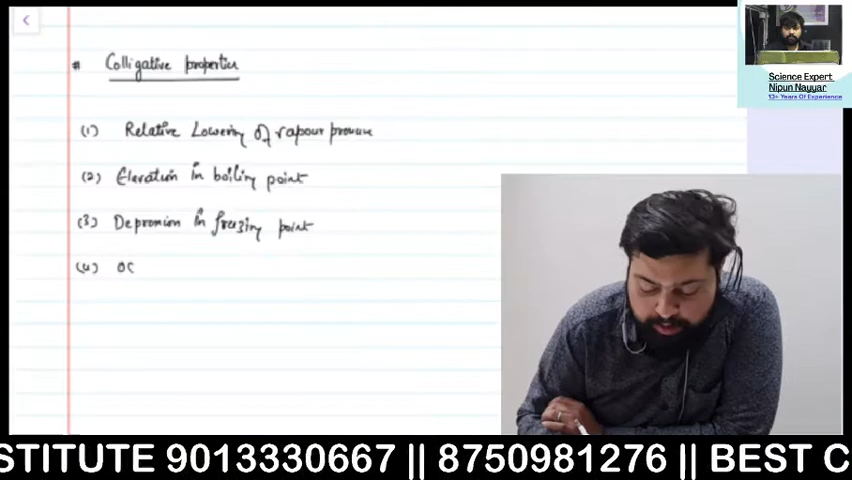 Science Expert
Nipun Nayyar
13+ Years Of Experience
# Colligative properties
(1) Relative Lowering of vapour pressure
(2) Elevation in boiling point
(3) Depression in freezing point
(4) Os
STITUTE 9013330667 || 8750981276 || BEST C